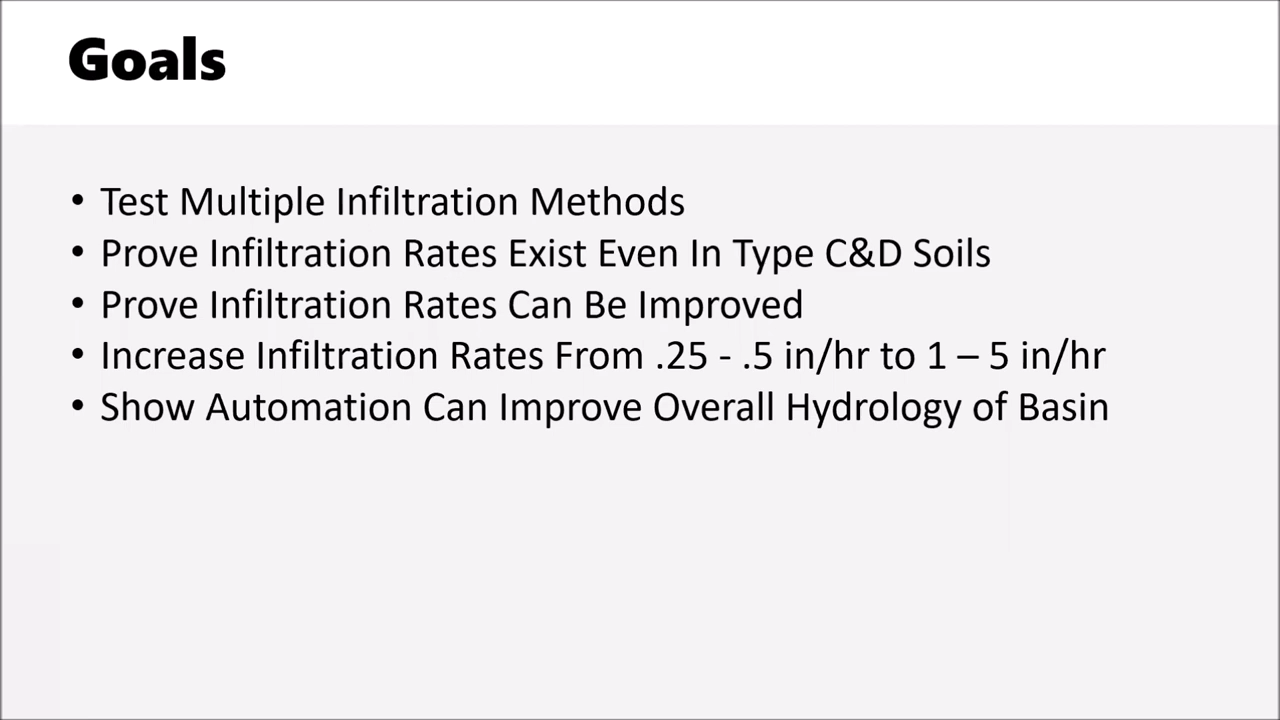 Goals
• Test Multiple Infiltration Methods
• Prove Infiltration Rates Exist Even In Type C&D Soils
• Prove Infiltration Rates Can Be Improved
• Increase Infiltration Rates From .25 - .5 in/hr to 1 – 5 in/hr
• Show Automation Can Improve Overall Hydrology of Basin